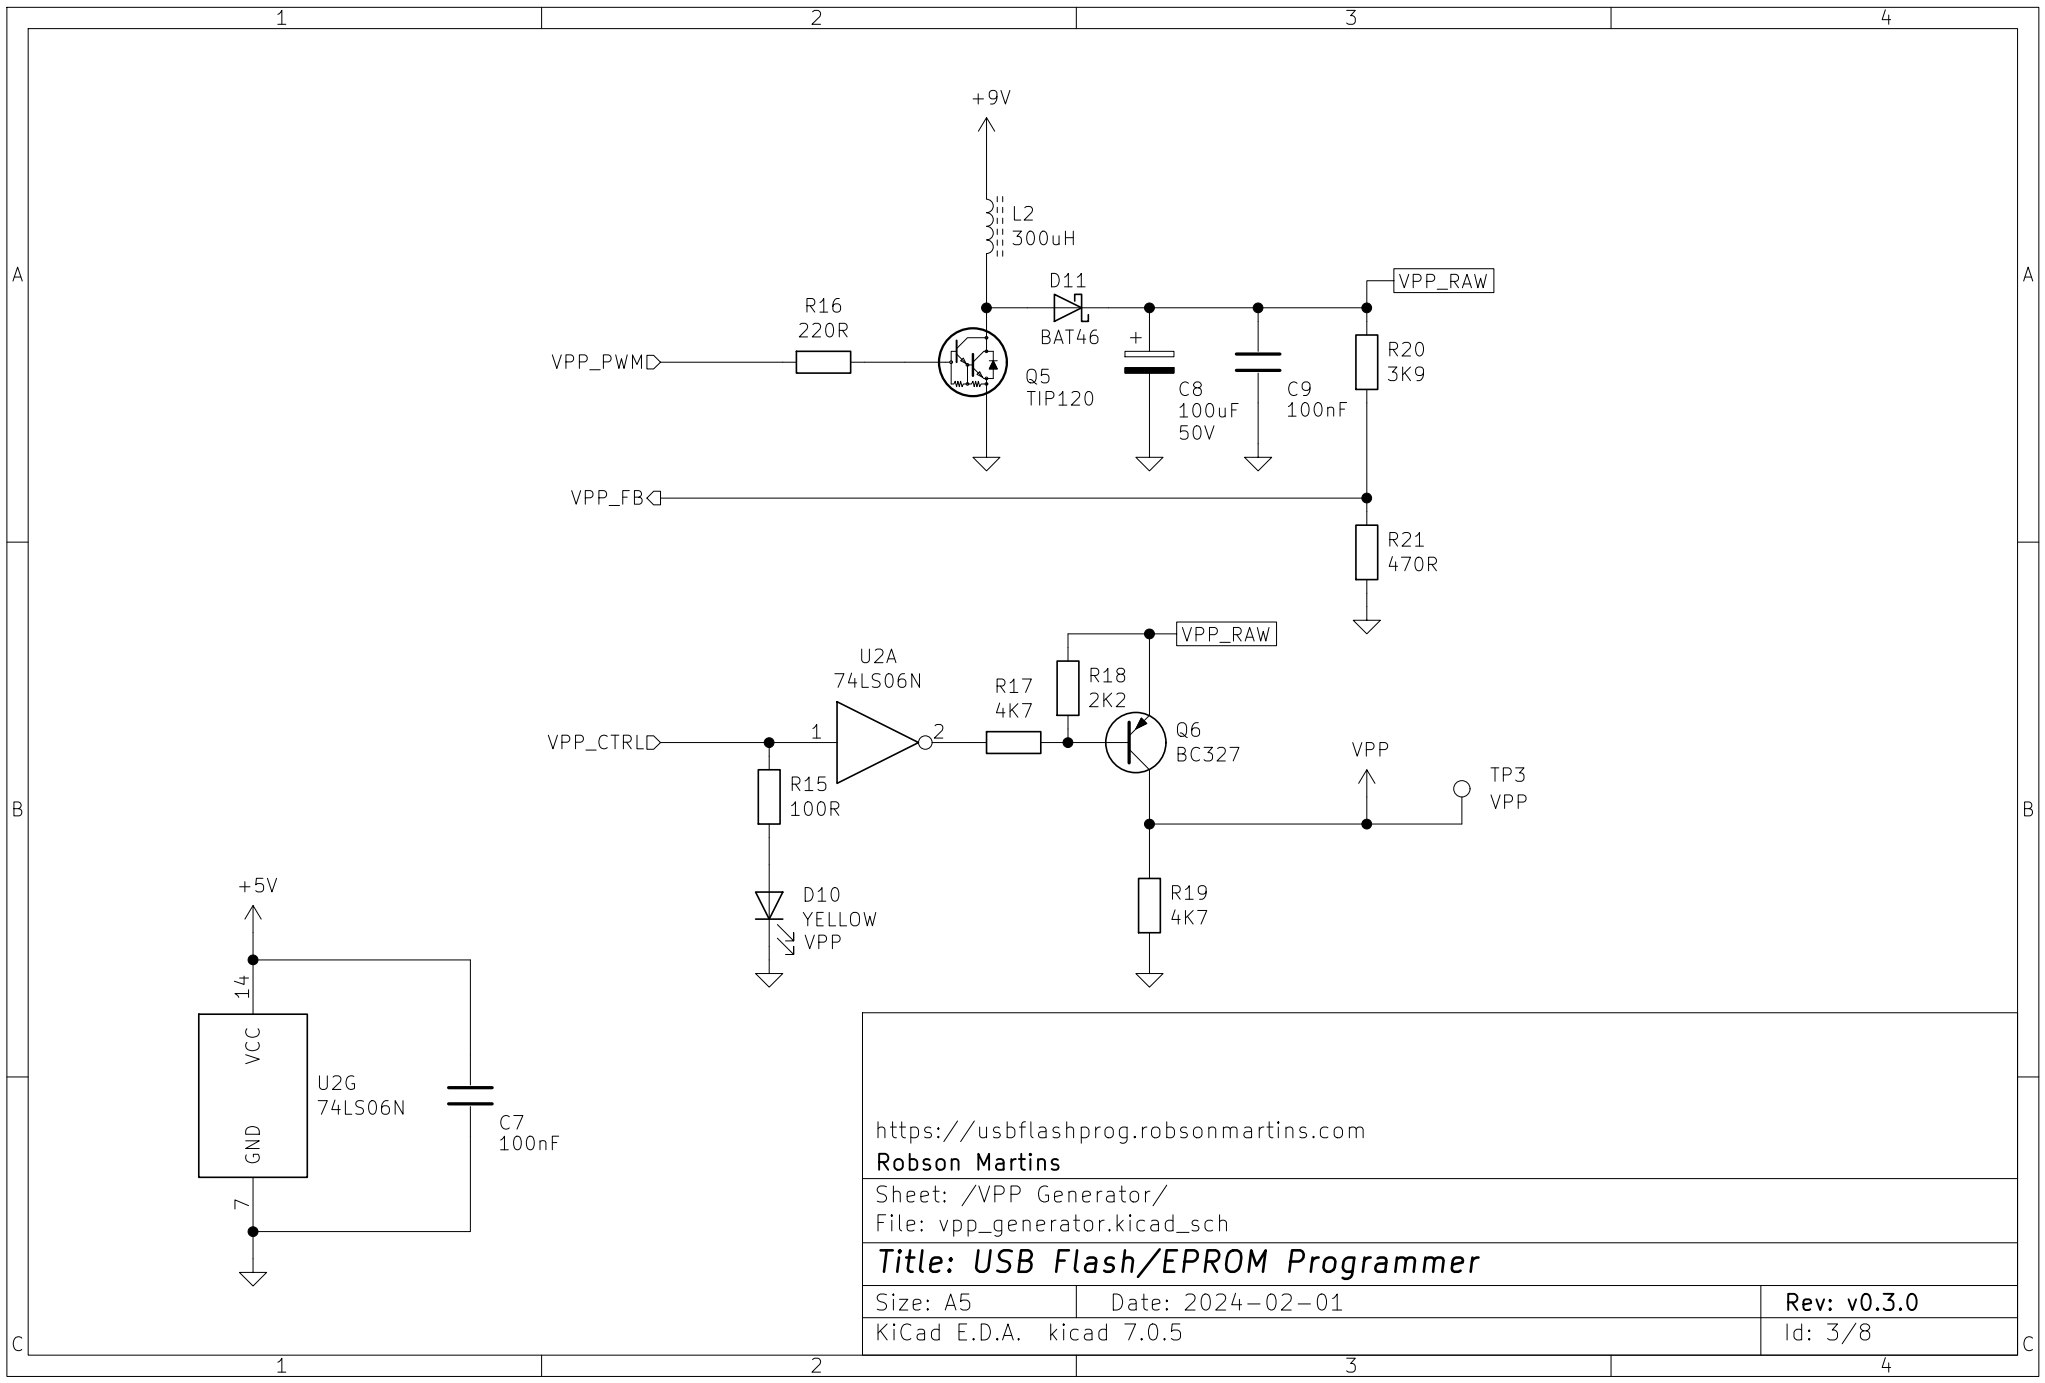 1 2 3 4
+9V
L2
300uH
A
A
D11
VPP_RAW
R16
220R
BAT46
+
VPP_PWM
R20
3K9
Q5
TIP120
C8
100uF
50V
C9
100nF
VPP_FB
R21
470R
VPP_RAW
U2A
74LS06N
R17
4K7
R18
2K2
VPP_CTRL
1
2
Q6
BC327
VPP
TP3
VPP
R15
100R
B
B
+5V
D10
YELLOW
VPP
R19
4K7
14
VCC
U2G
74LS06N
GND
7
C7
100nF
https://usbflashprog.robsonmartins.com
Robson Martins
Sheet: /VPP Generator/
File: vpp_generator.kicad_sch
Title: USB Flash/EPROM Programmer
Size: A5
Date: 2024-02-01
Rev: v0.3.0
KiCad E.D.A. kicad 7.0.5
Id: 3/8
C
C
1 2 3 4